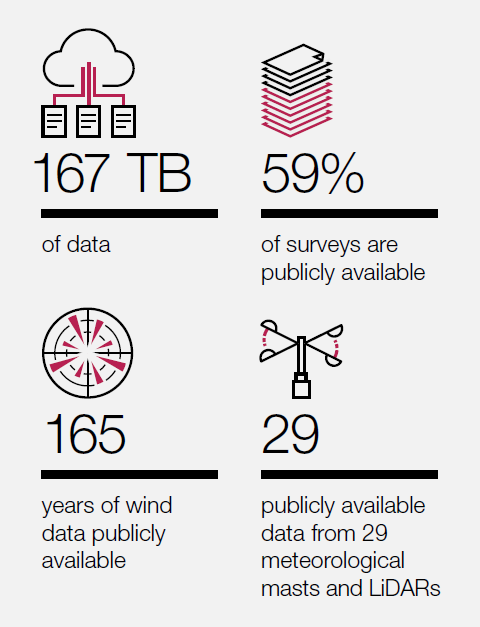 167 TB
of data
59%
of surveys are
publicly available
165
years of wind
data publicly
available
29
publicly available
data from 29
meteorological
masts and LiDARs